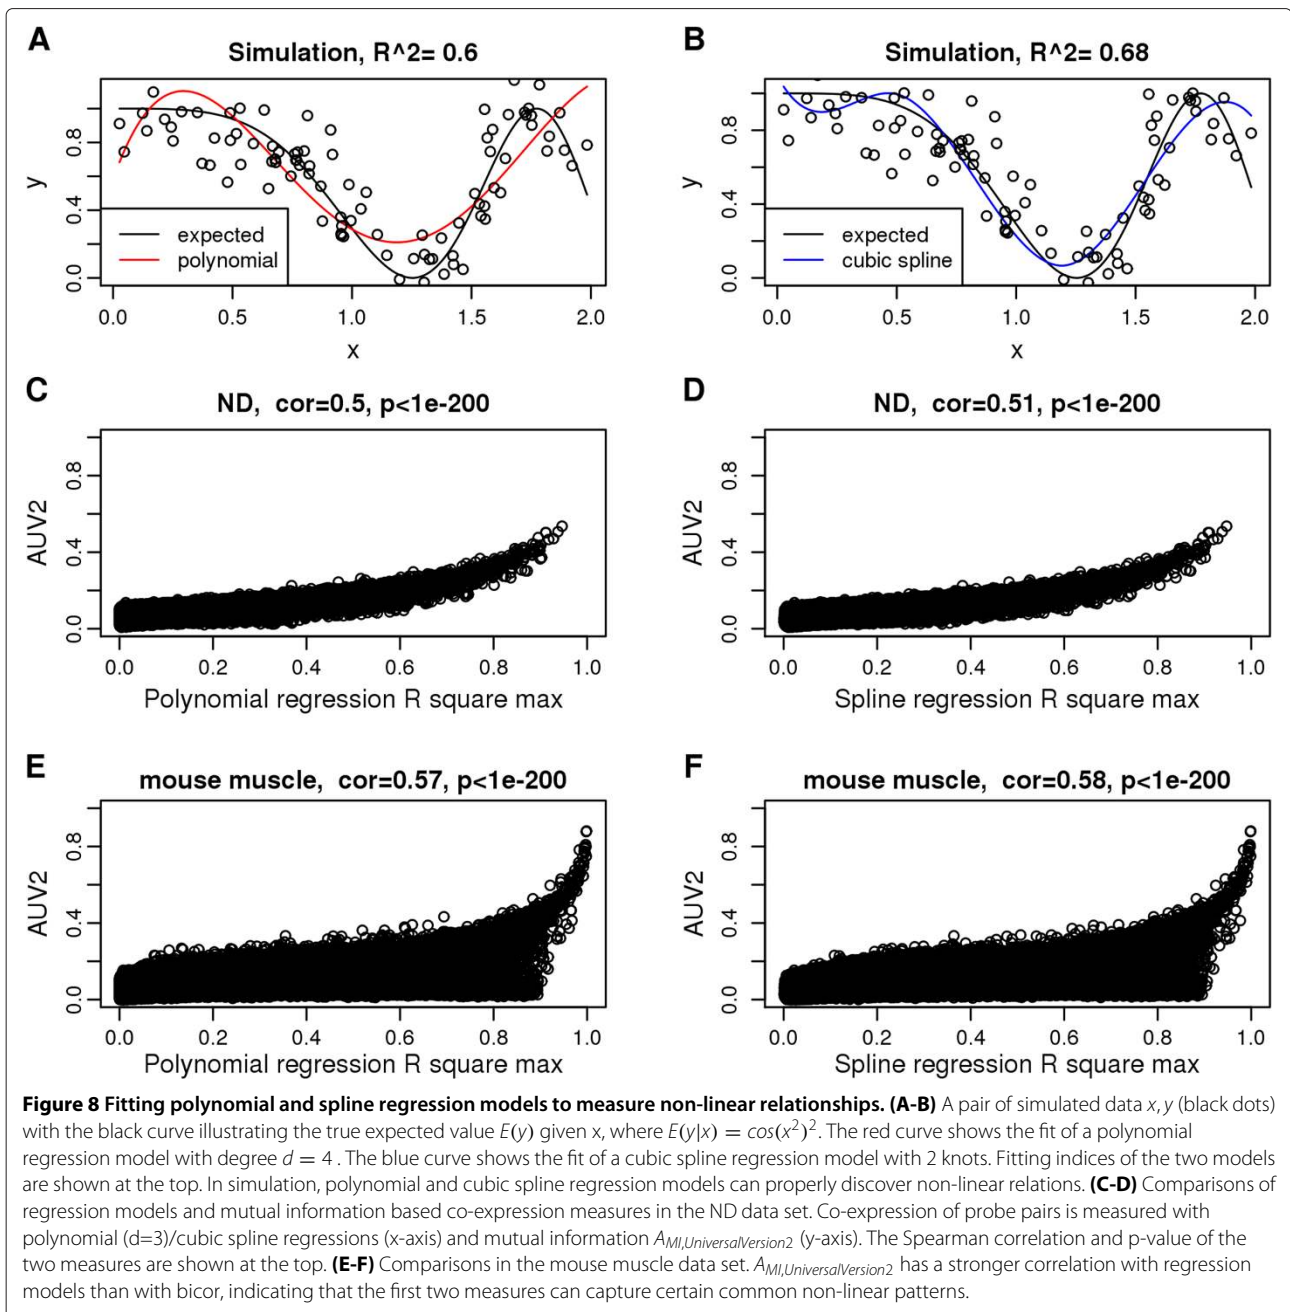 A
Simulation, R^2= 0.6
y
0.0 0.4 0.8
expected
polynomial
0.0 0.5 1.0 1.5 2.0
x
B
Simulation, R^2= 0.68
y
0.0 0.4 0.8
expected
cubic spline
0.0 0.5 1.0 1.5 2.0
x
C
ND, cor=0.5, p<1e-200
AUV2
0.0 0.4 0.8
0.0 0.2 0.4 0.6 0.8 1.0
Polynomial regression R square max
D
ND, cor=0.51, p<1e-200
AUV2
0.0 0.4 0.8
0.0 0.2 0.4 0.6 0.8 1.0
Spline regression R square max
E
mouse muscle, cor=0.57, p<1e-200
AUV2
0.0 0.4 0.8
0.0 0.2 0.4 0.6 0.8 1.0
Polynomial regression R square max
F
mouse muscle, cor=0.58, p<1e-200
AUV2
0.0 0.4 0.8
0.0 0.2 0.4 0.6 0.8 1.0
Spline regression R square max
Figure 8 Fitting polynomial and spline regression models to measure non-linear relationships. (A-B) A pair of simulated data x, y (black dots)
with the black curve illustrating the true expected value E(y) given x, where E(y|x) = cos(x²)². The red curve shows the fit of a polynomial
regression model with degree d = 4 . The blue curve shows the fit of a cubic spline regression model with 2 knots. Fitting indices of the two models
are shown at the top. In simulation, polynomial and cubic spline regression models can properly discover non-linear relations. (C-D) Comparisons of
regression models and mutual information based co-expression measures in the ND data set. Co-expression of probe pairs is measured with
polynomial (d=3)/cubic spline regressions (x-axis) and mutual information A_MI,UniversalVersion2 (y-axis). The Spearman correlation and p-value of the
two measures are shown at the top. (E-F) Comparisons in the mouse muscle data set. A_MI,UniversalVersion2 has a stronger correlation with regression
models than with bicor, indicating that the first two measures can capture certain common non-linear patterns.